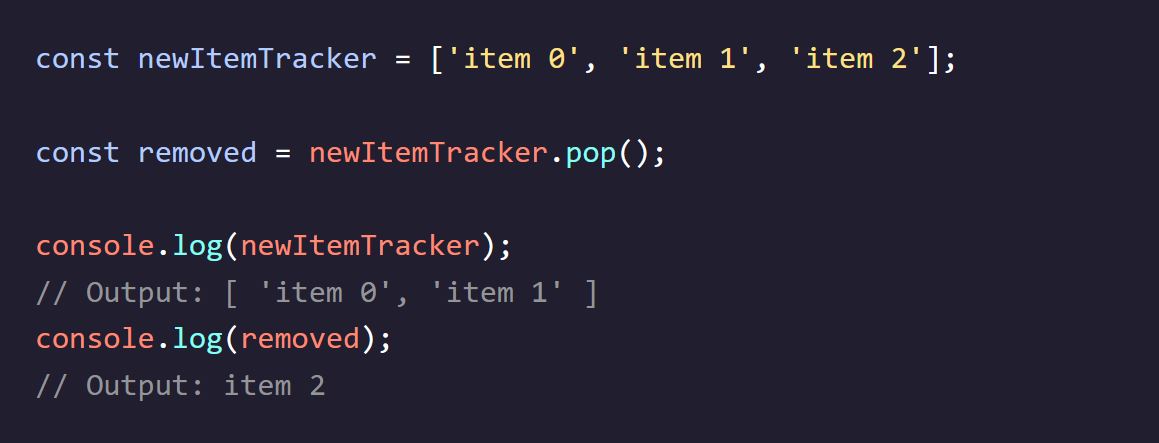 const newItemTracker = ['item 0', 'item 1', 'item 2'];
const removed = newItemTracker.pop();
console.log(newItemTracker);
// Output: [ 'item 0', 'item 1' ]
console.log(removed);
// Output: item 2